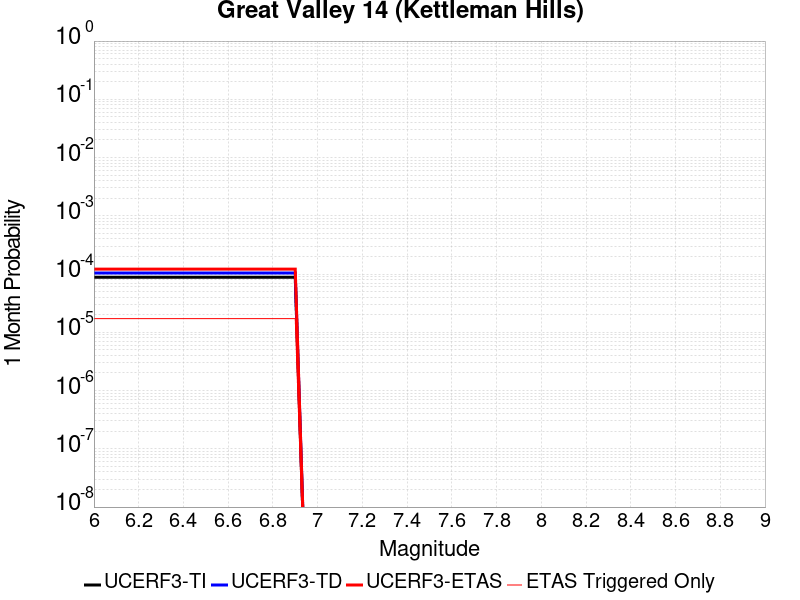 Great Valley 14 (Kettleman Hills)
10^0
10^-1
10^-2
10^-3
10^-4
10^-5
10^-6
10^-7
10^-8
1 Month Probability
6 6.2 6.4 6.6 6.8 7 7.2 7.4 7.6 7.8 8 8.2 8.4 8.6 8.8 9
Magnitude
UCERF3-TI UCERF3-TD UCERF3-ETAS ETAS Triggered Only